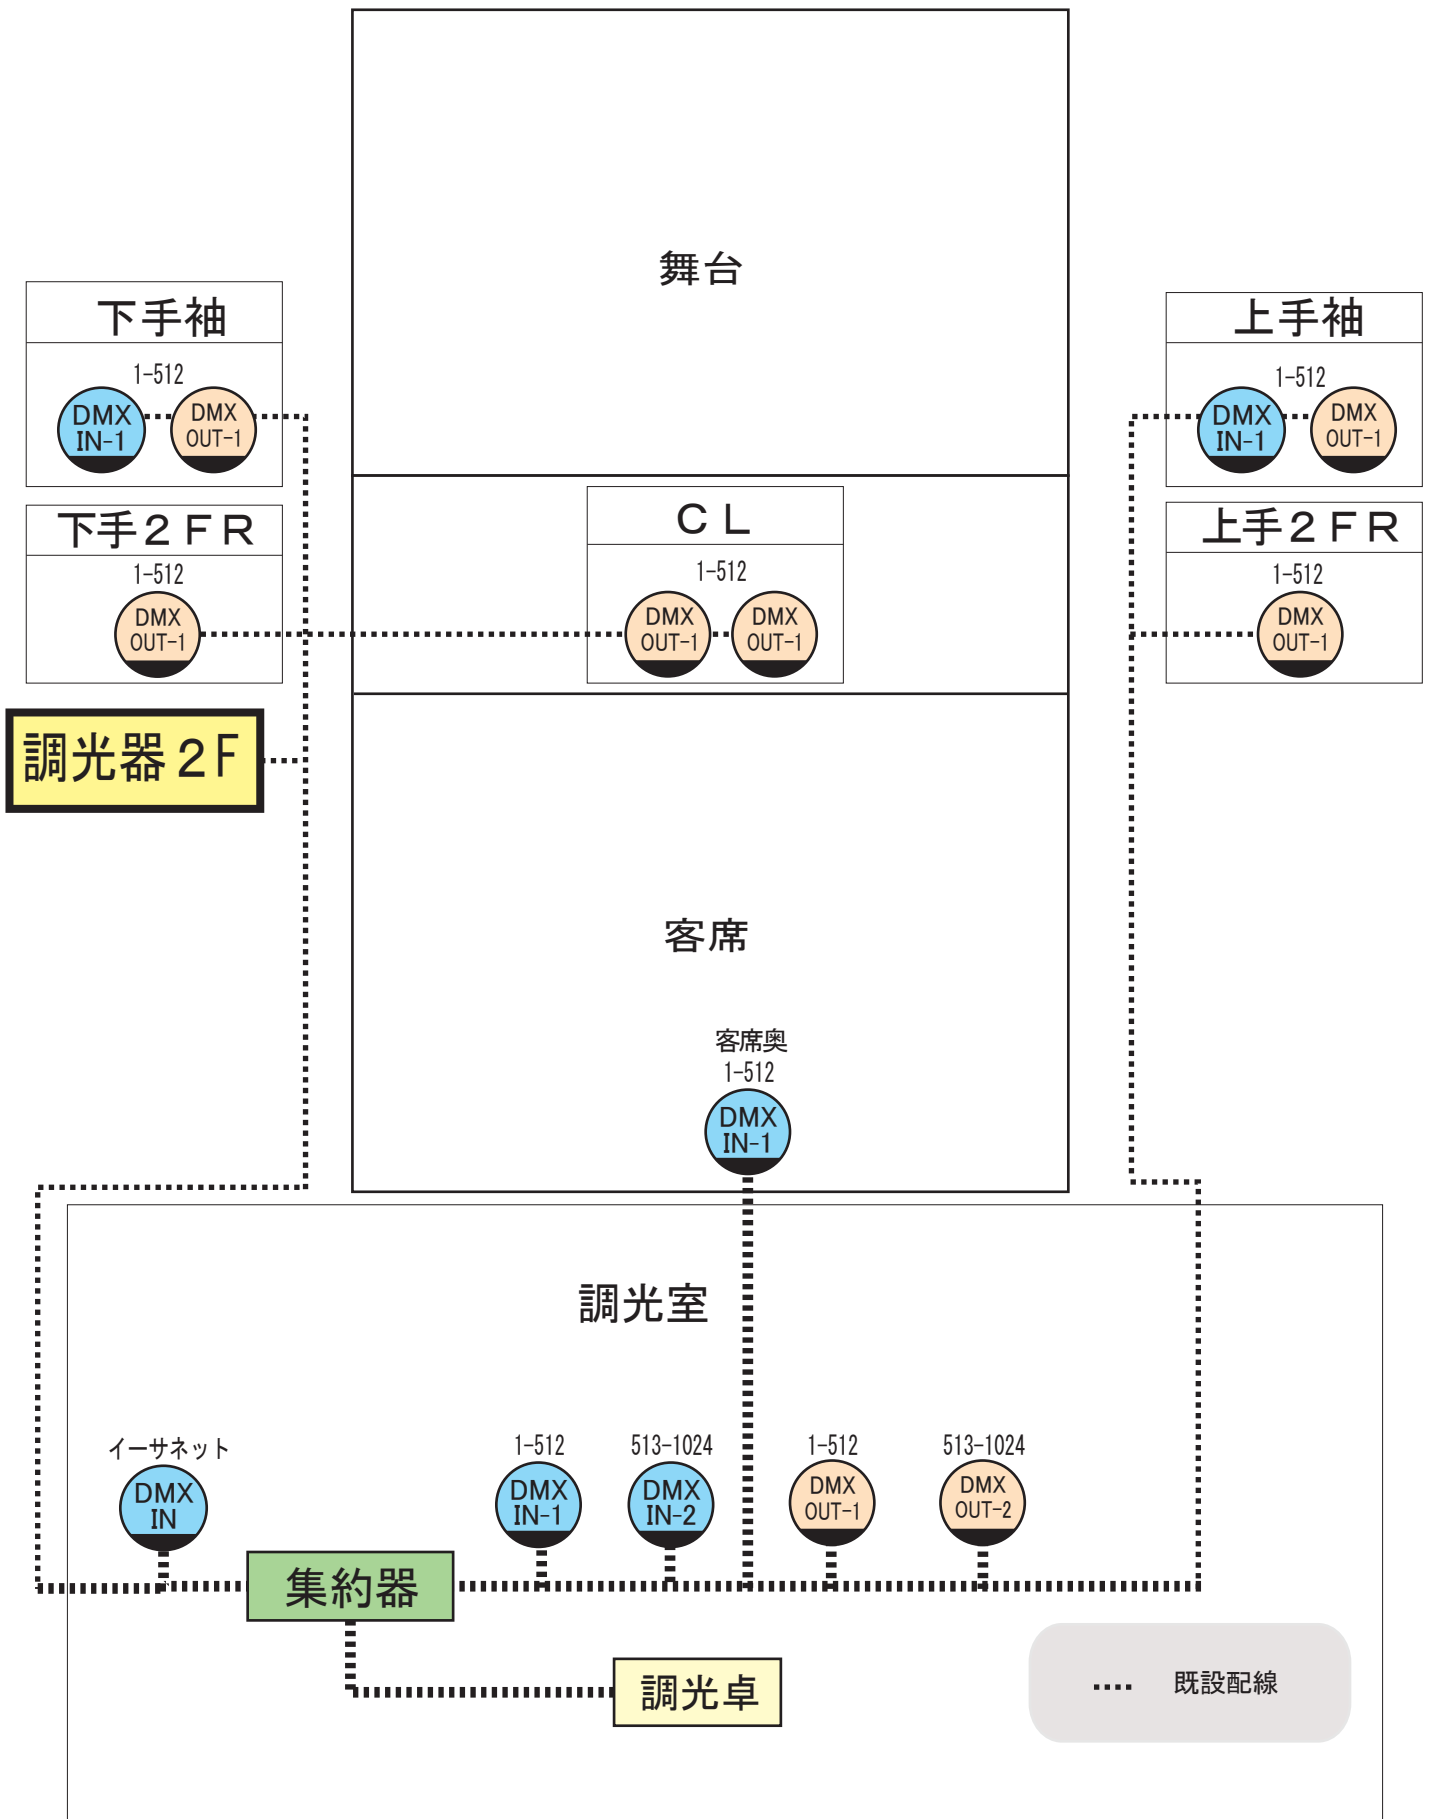 舞台
下手袖
1-512
DMX
IN-1
DMX
OUT-1
上手袖
1-512
DMX
IN-1
DMX
OUT-1
下手２ＦＲ
1-512
DMX
OUT-1
ＣＬ
1-512
DMX
OUT-1
DMX
OUT-1
上手２ＦＲ
1-512
DMX
OUT-1
調光器２Ｆ
客席
客席奥
1-512
DMX
IN-1
調光室
イーサネット
DMX
IN
1-512
DMX
IN-1
513-1024
DMX
IN-2
1-512
DMX
OUT-1
513-1024
DMX
OUT-2
集約器
調光卓
既設配線